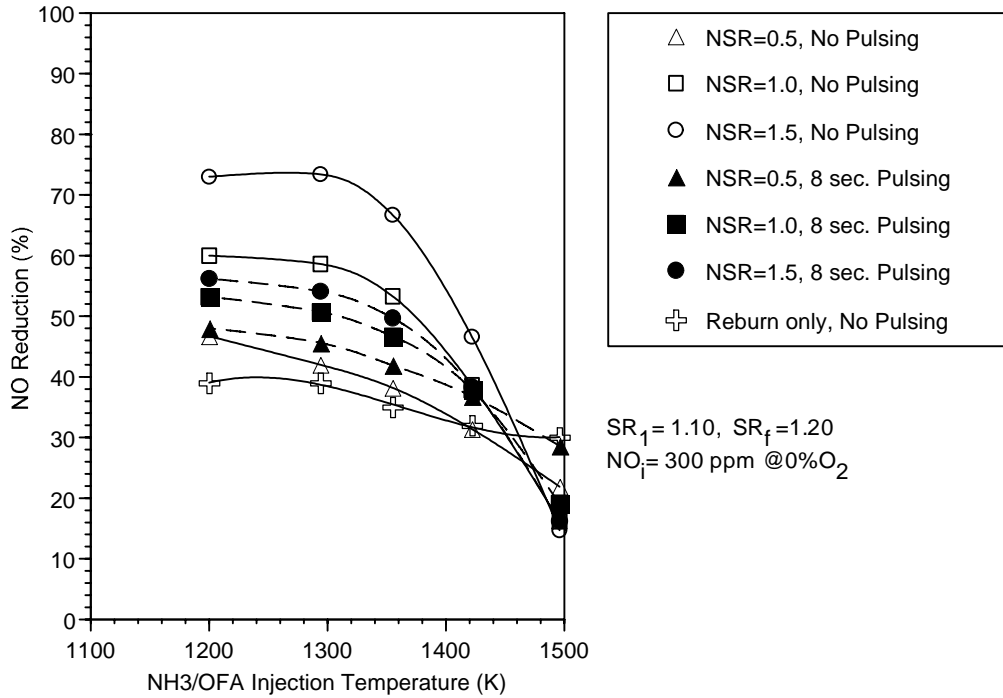 100
90
80
70
60
50
40
30
20
10
0
NO Reduction (%)
1100 1200 1300 1400 1500
NH3/OFA Injection Temperature (K)
NSR=0.5, No Pulsing
NSR=1.0, No Pulsing
NSR=1.5, No Pulsing
NSR=0.5, 8 sec. Pulsing
NSR=1.0, 8 sec. Pulsing
NSR=1.5, 8 sec. Pulsing
Reburn only, No Pulsing
SR1 = 1.10, SRf =1.20
NOi= 300 ppm @0%O2